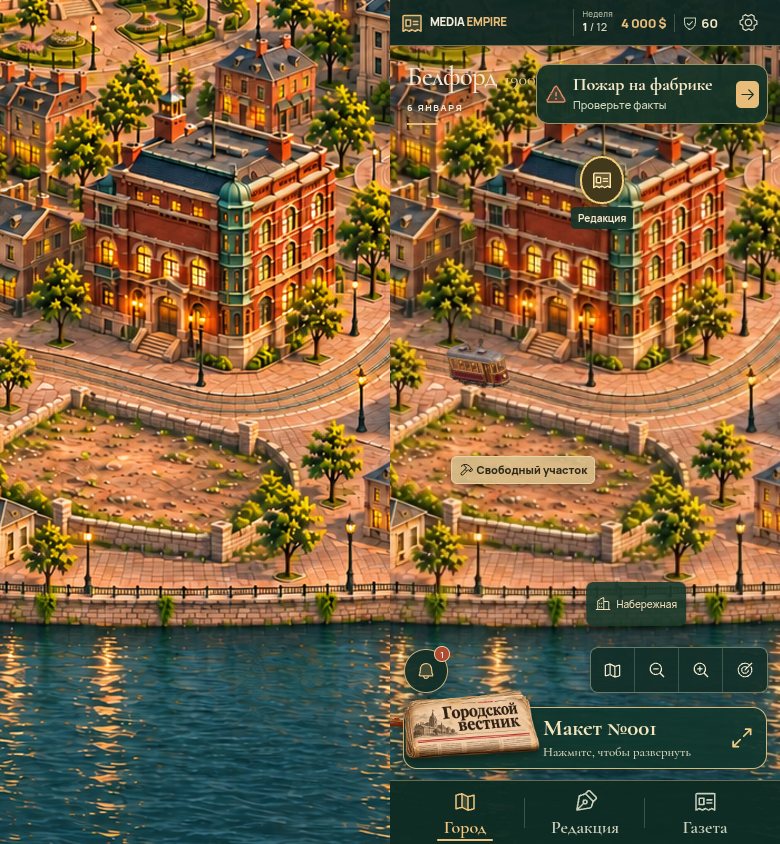 MEDIA EMPIRE
Неделя
1 / 12
4 000 $
60
Белфорд 1900
6 ЯНВАРЯ
Пожар на фабрике
Проверьте факты
Редакция
Свободный участок
Набережная
1
Городской
вестник
Макет №001
Нажмите, чтобы развернуть
Город
Редакция
Газета